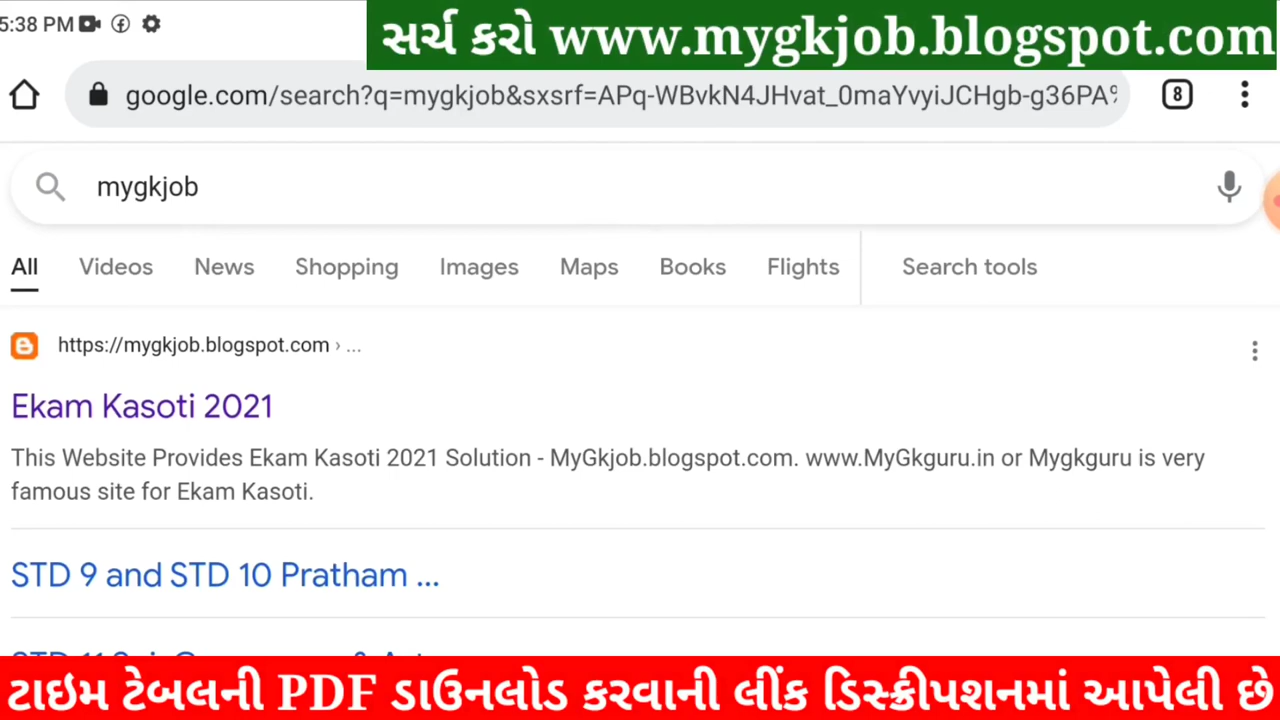 5:38 PM
સર્ચ કરો www.mygkjob.blogspot.com
google.com/search?q=mygkjob&sxsrf=APq-WBvkN4JHvat_0maYvyiJCHgb-g36PA
8
mygkjob
All Videos News Shopping Images Maps Books Flights Search tools
https://mygkjob.blogspot.com › ...
Ekam Kasoti 2021
This Website Provides Ekam Kasoti 2021 Solution - MyGkjob.blogspot.com. www.MyGkguru.in or Mygkguru is very
famous site for Ekam Kasoti.
STD 9 and STD 10 Pratham ...
ટાઇમ ટેબલની PDF ડાઉનલોડ કરવાની લીંક ડિસ્ક્રીપશનમાં આપેલી છે